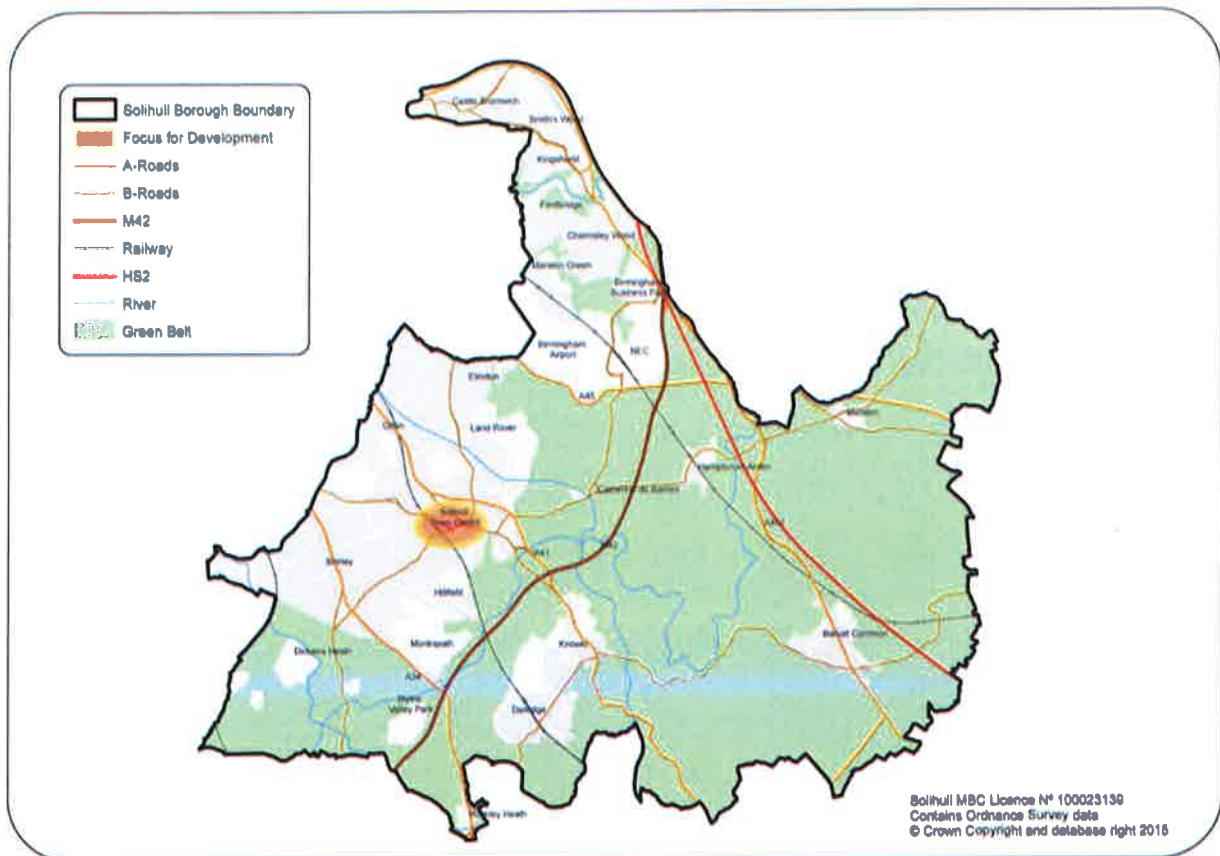 Solihull Borough Boundary
Focus for Development
A-Roads
B-Roads
M42
Railway
HS2
River
Green Belt
Castle Bromwich
Smith's Wood
Kingshurst
Fordbridge
Chelmsley Wood
Marston Green
Birmingham
Business Park
Birmingham
Airport
NEC
Elmdon
A45
Olton
Land Rover
Meriden
Hampton in Arden
Catherine de Barnes
Solihull
Town Centre
A452
M42
A41
Shirley
Hillfield
Monkspath
Knowle
Balsall Common
Dickens Heath
A34
Blythe
Valley Park
Dorridge
Hockley Heath
Solihull MBC Licence Nº 100023139
Contains Ordnance Survey data
© Crown Copyright and database right 2015